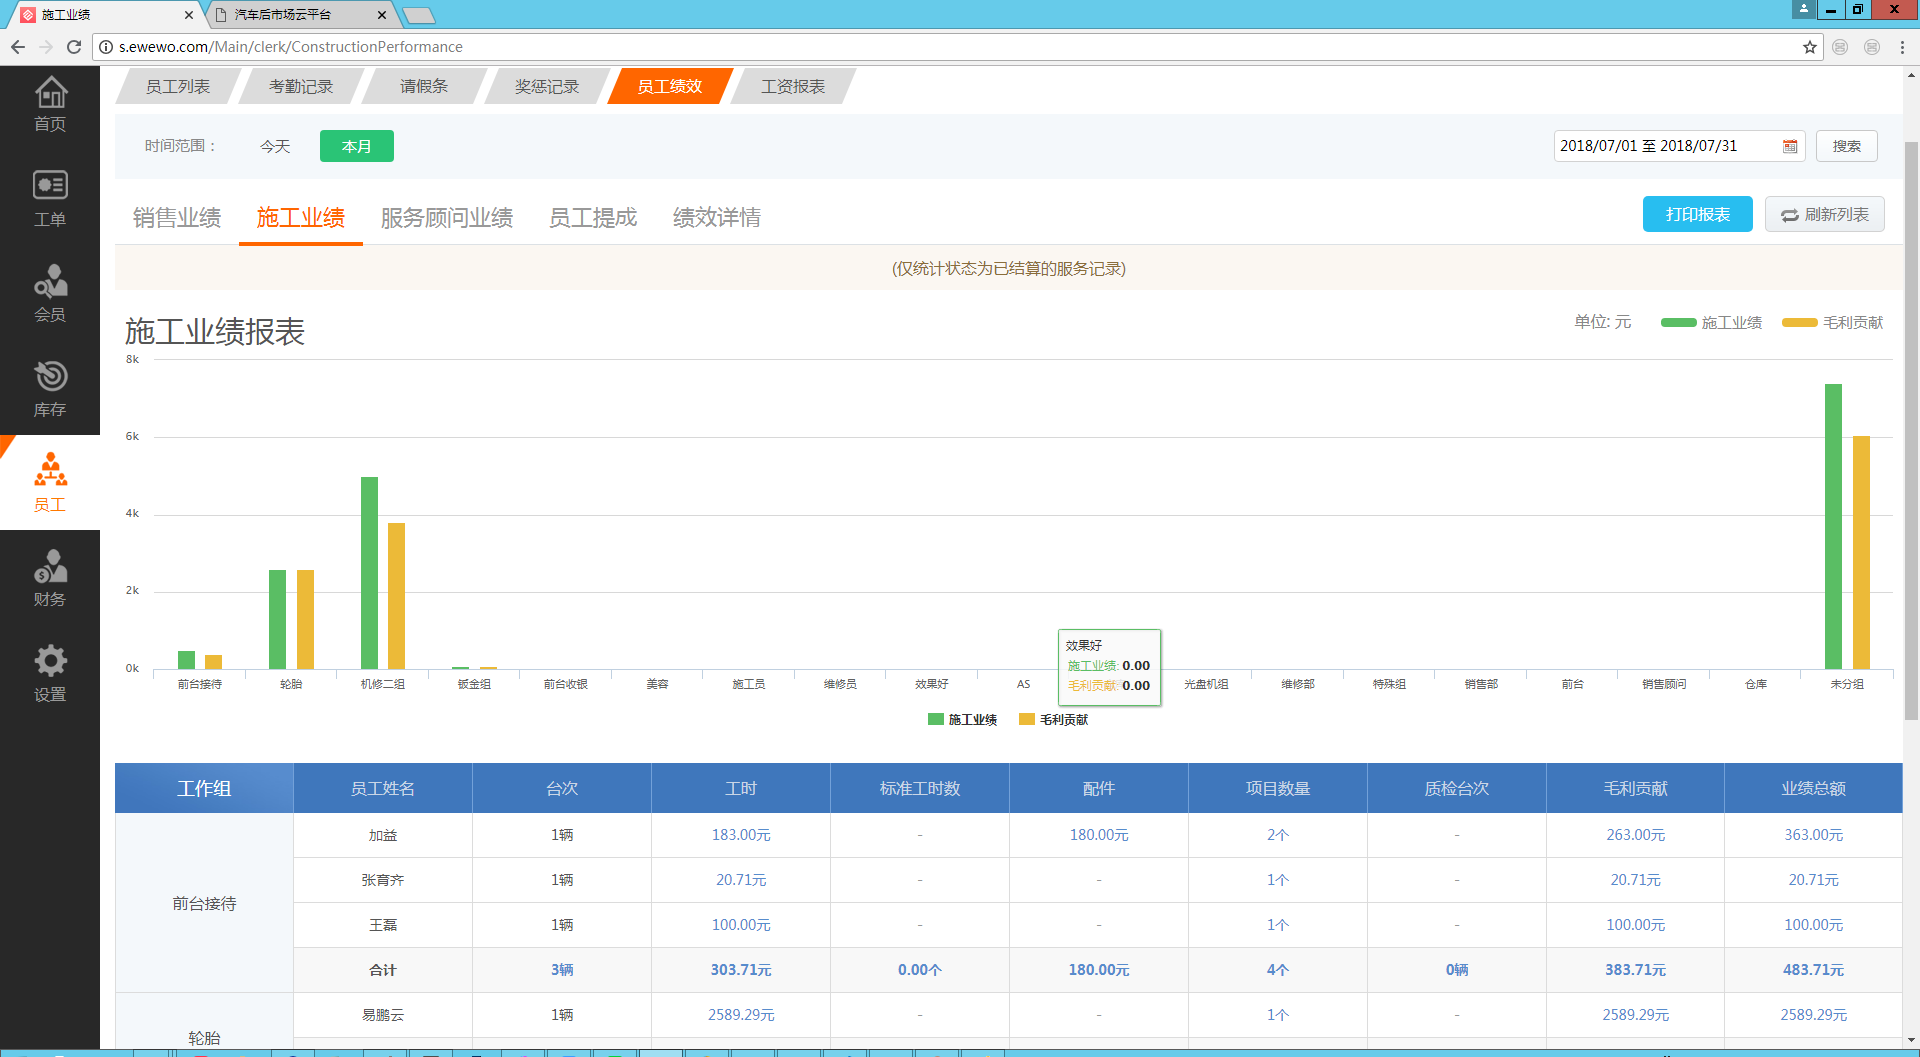 施工业绩
汽车后市场云平台
s.ewewo.com/Main/clerk/ConstructionPerformance
首页
工单
会员
库存
员工
财务
设置
员工列表 考勤记录 请假条 奖惩记录 员工绩效 工资报表
时间范围： 今天 本月 2018/07/01 至 2018/07/31 搜索
销售业绩 施工业绩 服务顾问业绩 员工提成 绩效详情 打印报表 刷新列表
(仅统计状态为已结算的服务记录)
施工业绩报表 单位: 元 施工业绩 毛利贡献
8k
6k
4k
2k
0k
效果好
施工业绩: 0.00
毛利贡献: 0.00
前台接待 轮胎 机修二组 钣金组 前台收银 美容 施工员 维修员 效果好 AS 光盘机组 维修部 特殊组 销售部 前台 销售顾问 仓库 未分组
施工业绩 毛利贡献
工作组 员工姓名 台次 工时 标准工时数 配件 项目数量 质检台次 毛利贡献 业绩总额
前台接待
加益 1辆 183.00元 - 180.00元 2个 - 263.00元 363.00元
张育齐 1辆 20.71元 - - 1个 - 20.71元 20.71元
王磊 1辆 100.00元 - - 1个 - 100.00元 100.00元
合计 3辆 303.71元 0.00个 180.00元 4个 0辆 383.71元 483.71元
轮胎
易鹏云 1辆 2589.29元 - - 1个 - 2589.29元 2589.29元